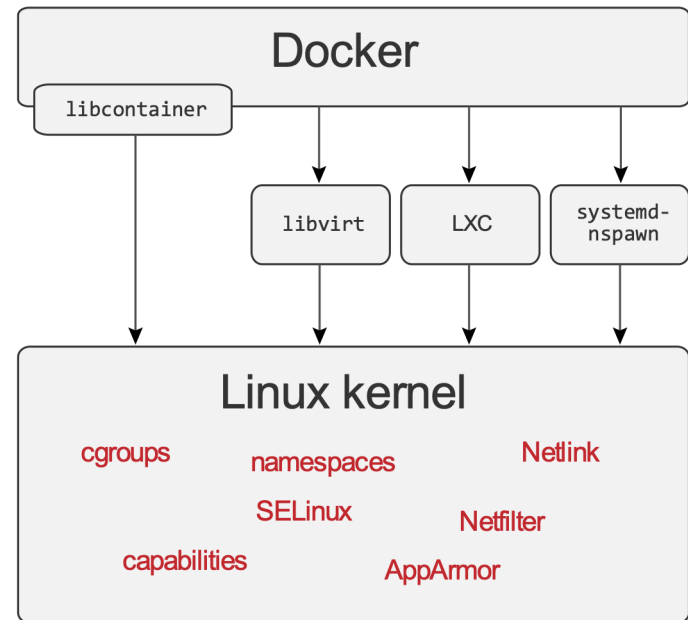 Docker
libcontainer
libvirt
LXC
systemd-
nspawn
Linux kernel
cgroups
namespaces
Netlink
SELinux
Netfilter
capabilities
AppArmor